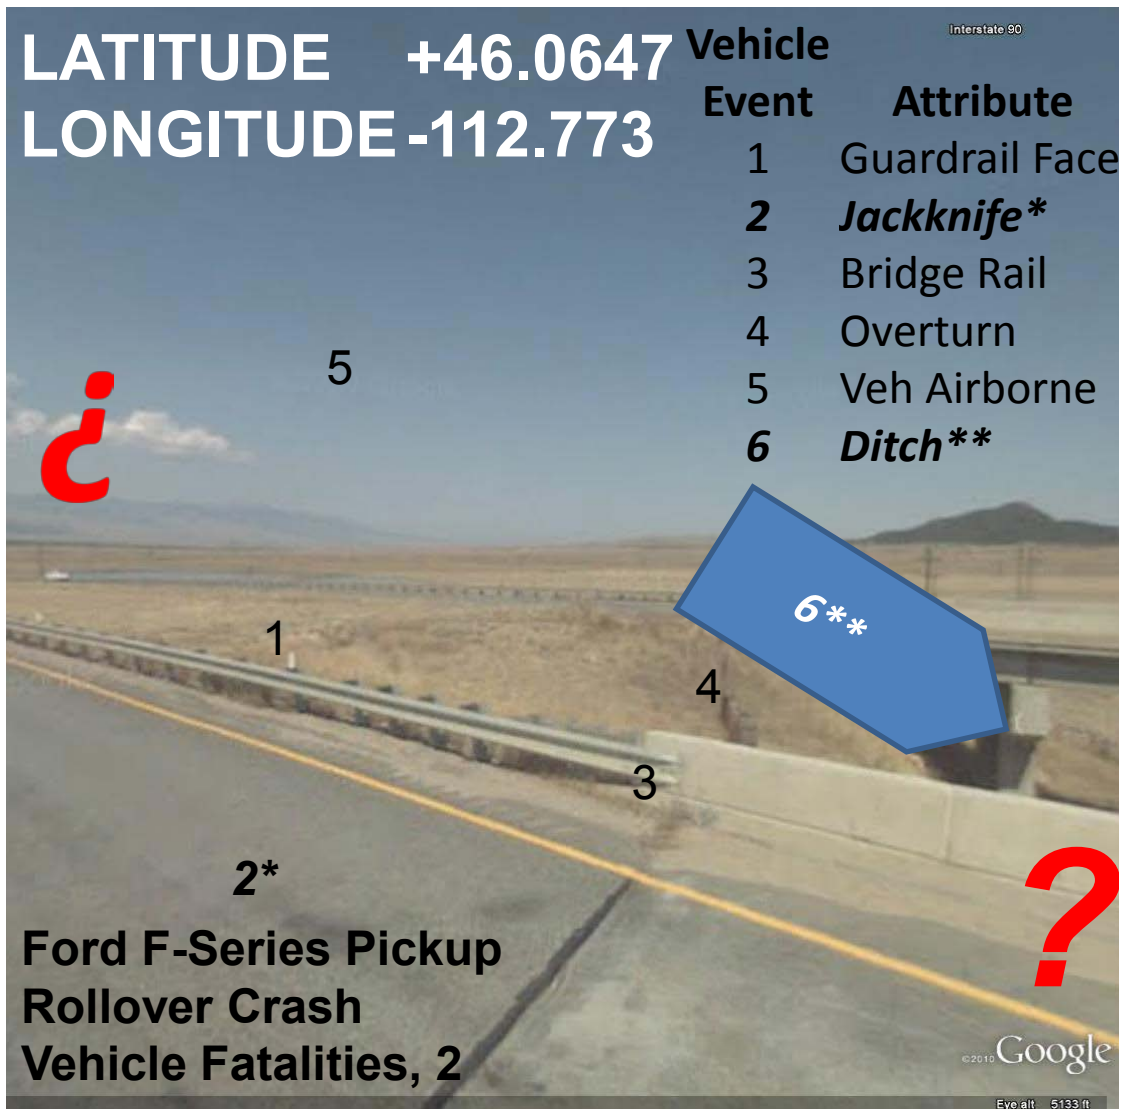 LATITUDE +46.0647
LONGITUDE -112.773
Interstate 90
Vehicle
Event Attribute
1 Guardrail Face
2 Jackknife*
3 Bridge Rail
4 Overturn
5 Veh Airborne
6 Ditch**
5
¿
6**
1
4
3
?
2*
Ford F-Series Pickup
Rollover Crash
Vehicle Fatalities, 2
©2010 Google
Eye alt 5133 ft